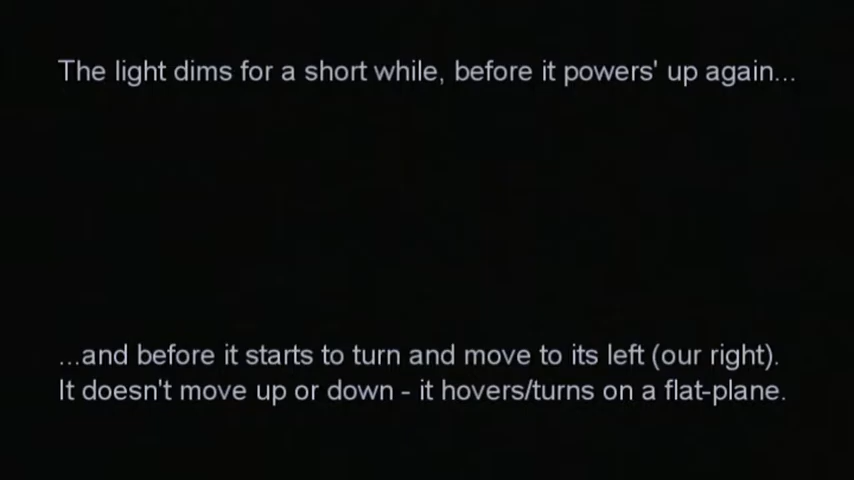 The light dims for a short while, before it powers' up again...
...and before it starts to turn and move to its left (our right).
It doesn't move up or down - it hovers/turns on a flat-plane.